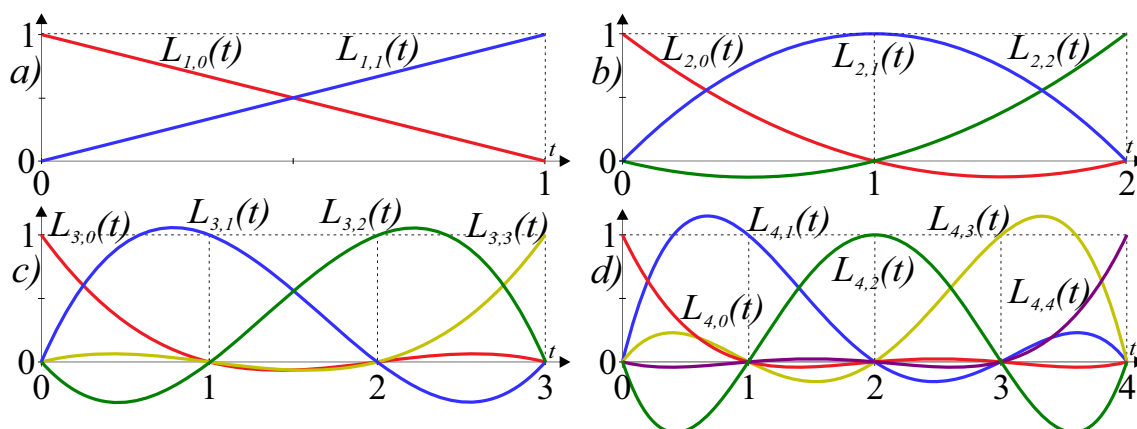 a)
1
0
L1,0(t)
L1,1(t)
0
1
t
b)
1
0
L2,0(t)
L2,1(t)
L2,2(t)
0
1
2
t
c)
1
0
L3,0(t)
L3,1(t)
L3,2(t)
L3,3(t)
0
1
2
3
t
d)
1
0
L4,1(t)
L4,3(t)
L4,0(t)
L4,2(t)
L4,4(t)
0
1
2
3
4
t